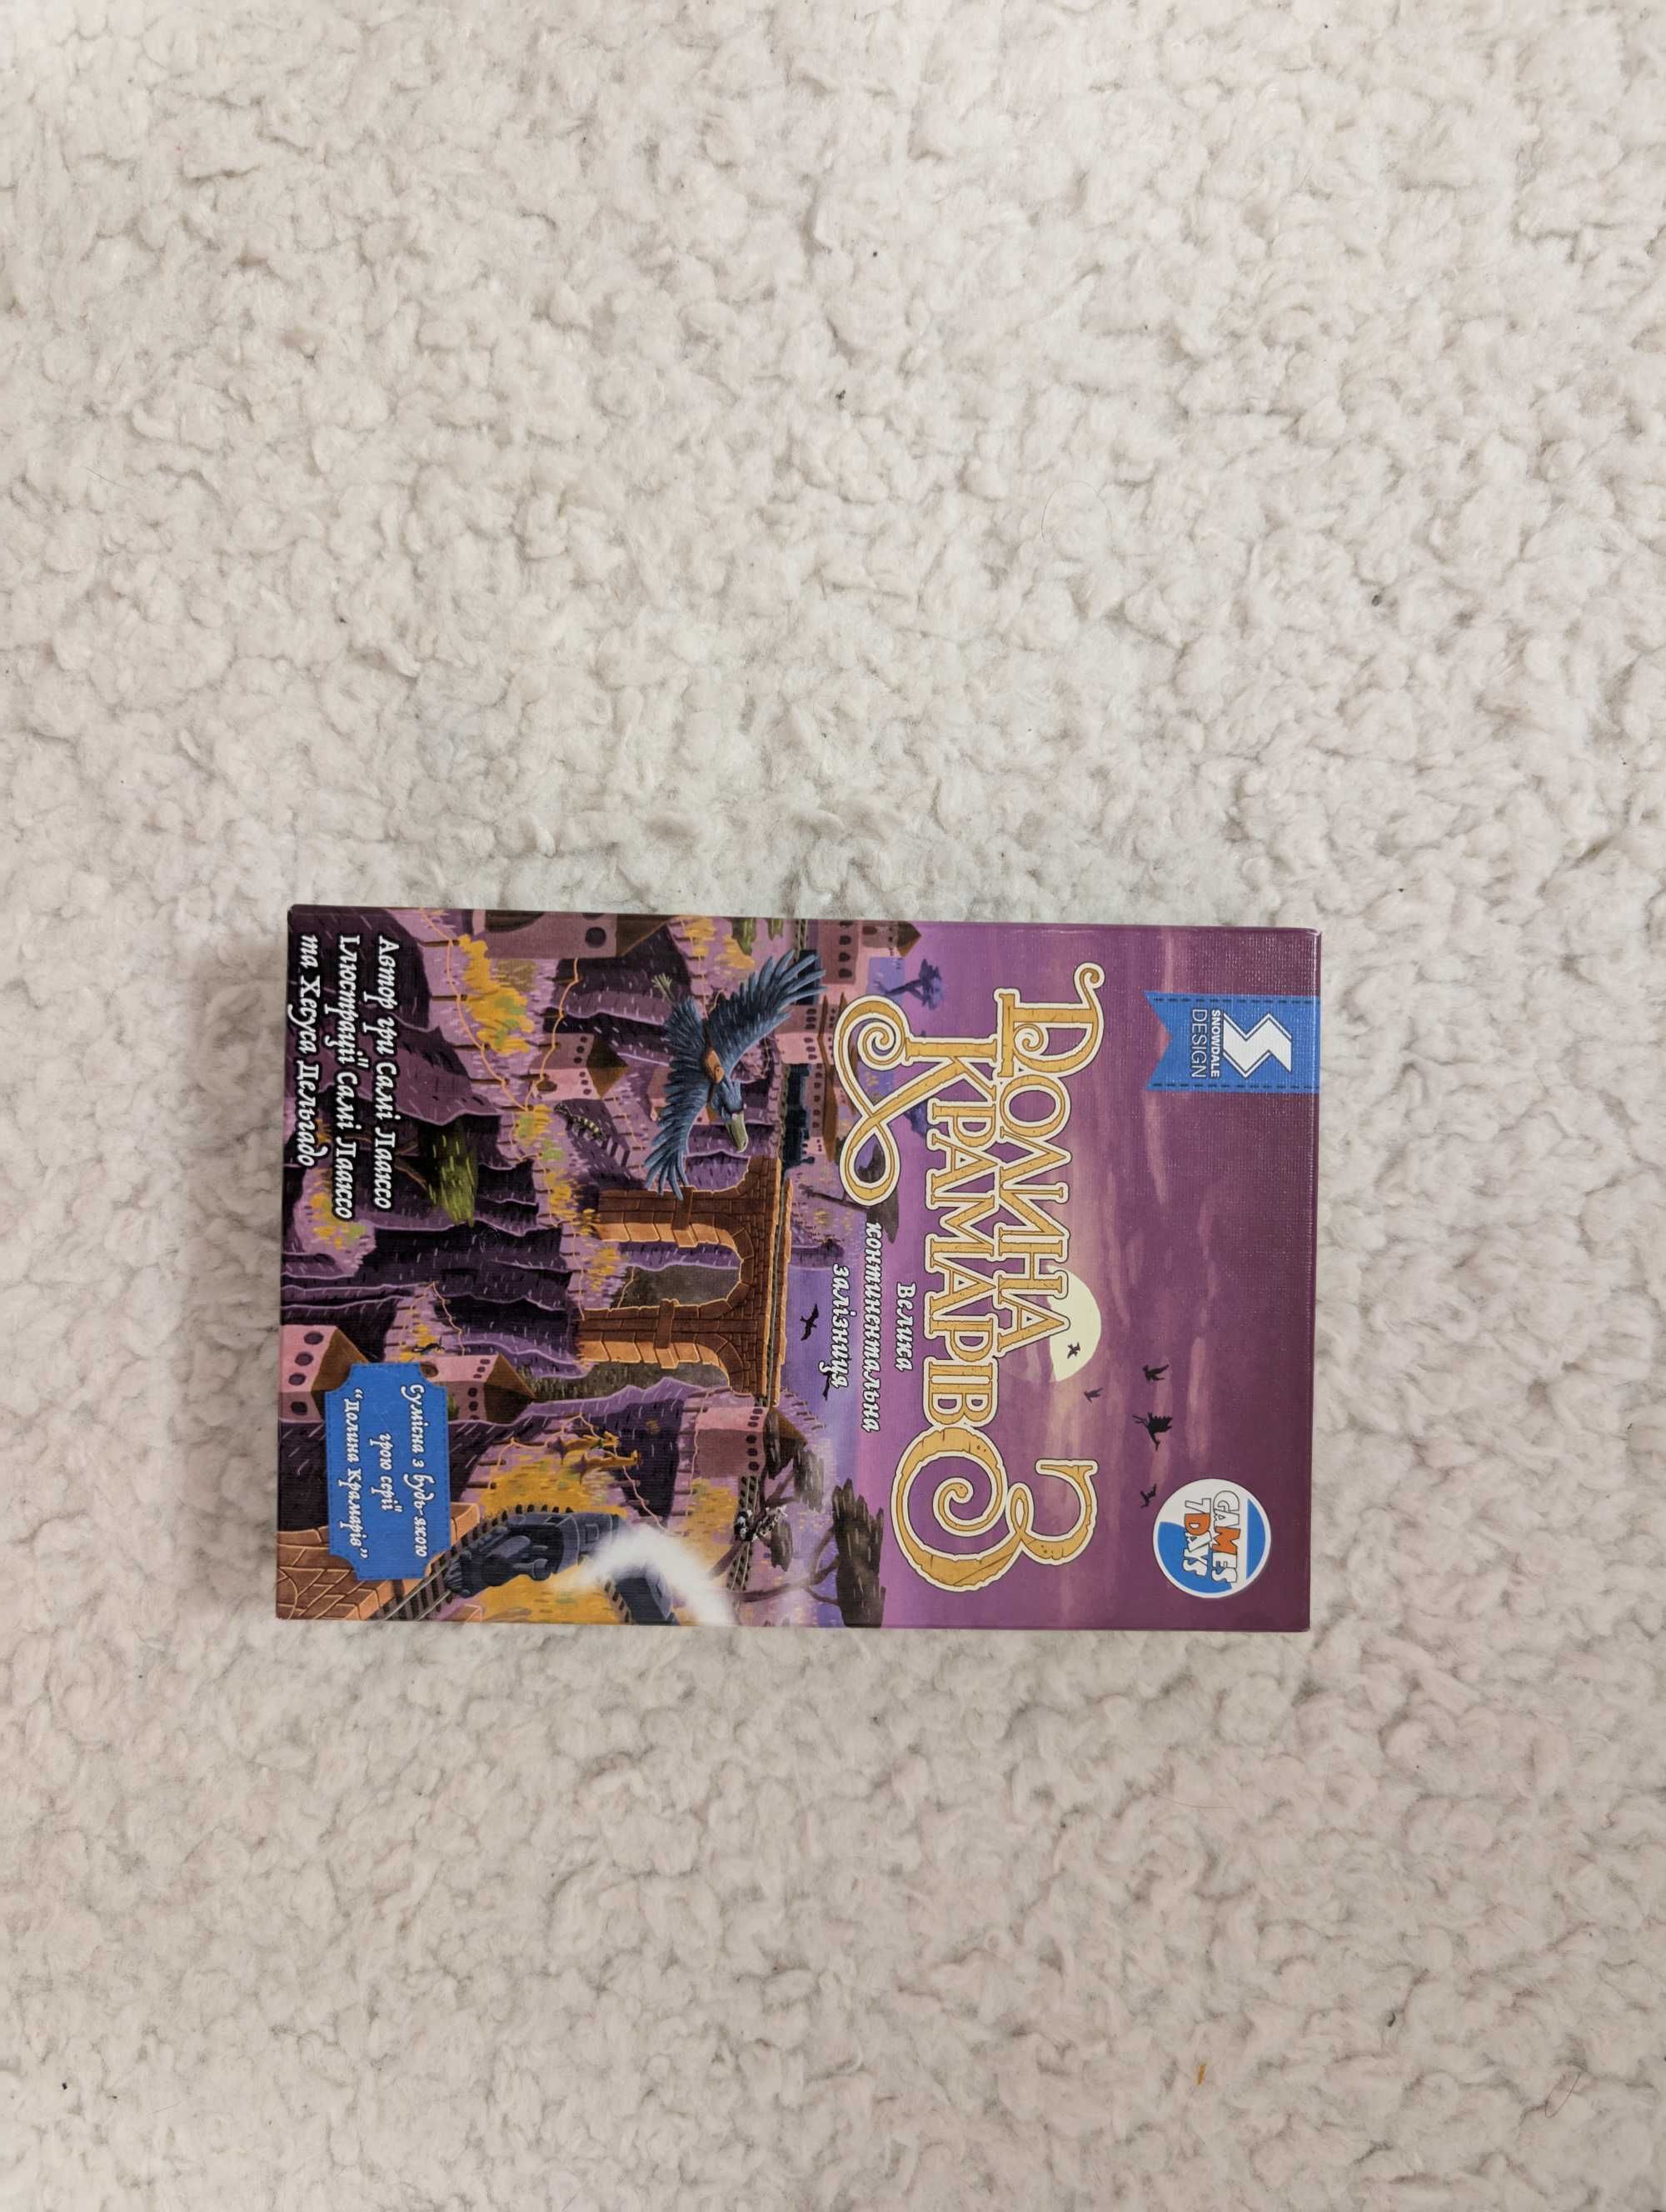 SNOWDALE
DESIGN
GAMES
7DAYS
ДОЛИНА
КРАМАРІВ
3
Велика
континентальна
залізниця
Автор гри Самі Лааксо
Ілюстрації Самі Лааксо
та Хесуса Дельгадо
Сумісна з будь-якою
грою серії
“Долина Крамарів”